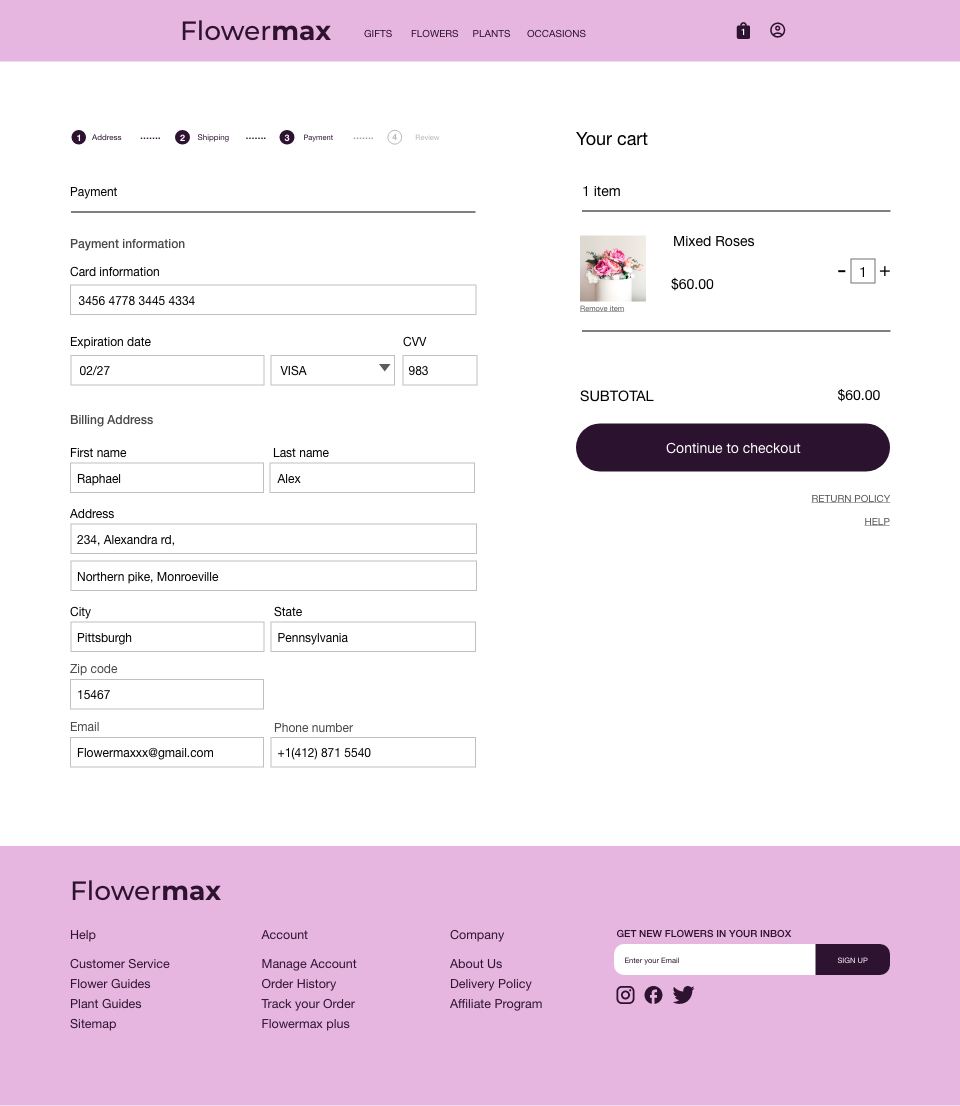 Flowermax GIFTS FLOWERS PLANTS OCCASIONS 1
1 Address 2 Shipping 3 Payment 4 Review
Payment
Payment information
Card information
3456 4778 3445 4334
Expiration date CVV
02/27 VISA 983
Billing Address
First name Last name
Raphael Alex
Address
234, Alexandra rd,
Northern pike, Monroeville
City State
Pittsburgh Pennsylvania
Zip code
15467
Email Phone number
Flowermaxxx@gmail.com +1(412) 871 5540
Your cart
1 item
Mixed Roses
- 1 +
$60.00
Remove item
SUBTOTAL $60.00
Continue to checkout
RETURN POLICY
HELP
Flowermax
Help
Customer Service
Flower Guides
Plant Guides
Sitemap
Account
Manage Account
Order History
Track your Order
Flowermax plus
Company
About Us
Delivery Policy
Affiliate Program
GET NEW FLOWERS IN YOUR INBOX
Enter your Email SIGN UP